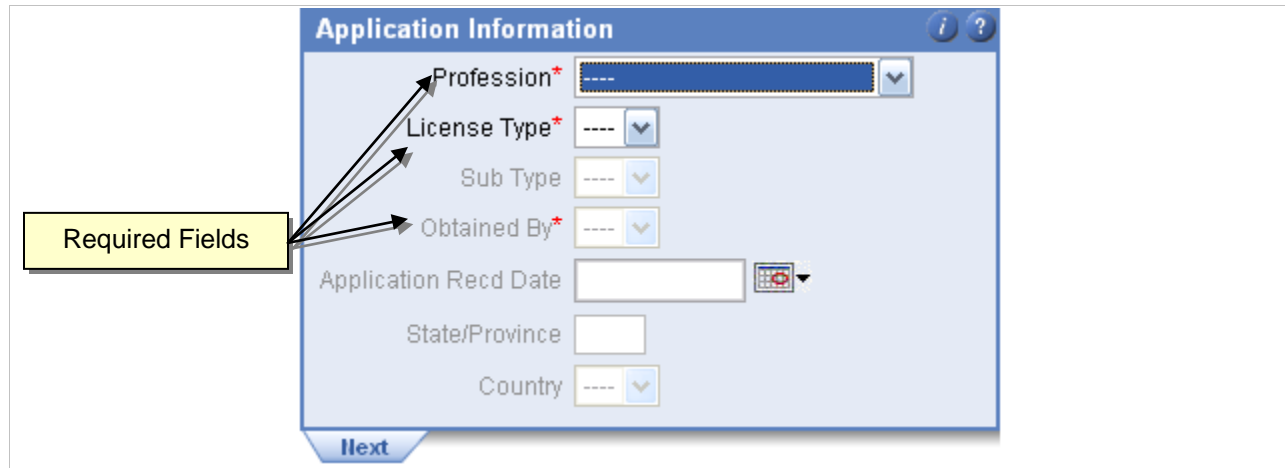 Application Information i ?
Profession* ----
License Type* ----
Sub Type ----
Required Fields
Obtained By* ----
Application Recd Date
State/Province
Country ----
Next